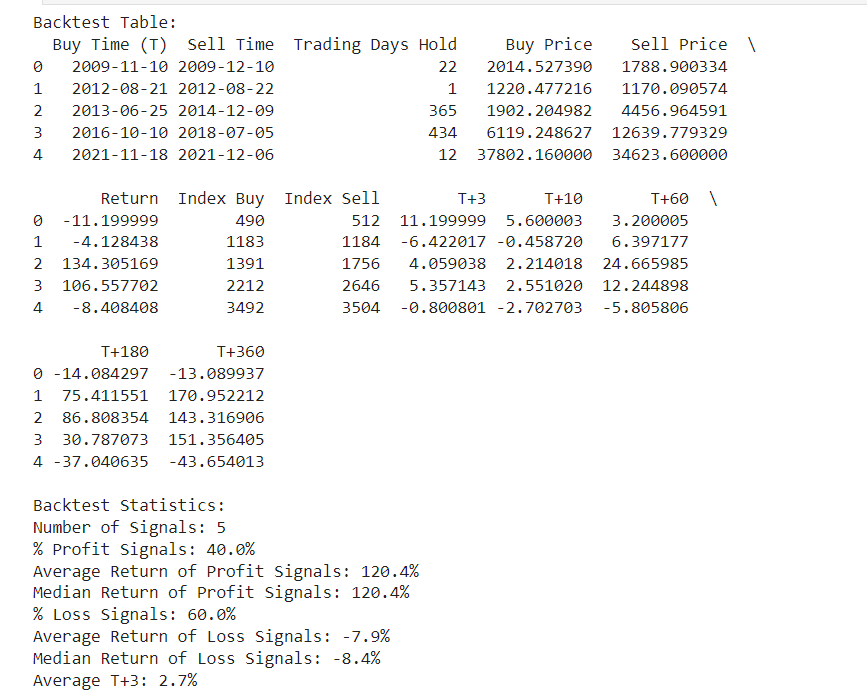 Backtest Table:
Buy Time (T) Sell Time Trading Days Hold Buy Price Sell Price \
0 2009-11-10 2009-12-10 22 2014.527390 1788.900334
1 2012-08-21 2012-08-22 1 1220.477216 1170.090574
2 2013-06-25 2014-12-09 365 1902.204982 4456.964591
3 2016-10-10 2018-07-05 434 6119.248627 12639.779329
4 2021-11-18 2021-12-06 12 37802.160000 34623.600000
Return Index Buy Index Sell T+3 T+10 T+60 \
0 -11.199999 490 512 11.199999 5.600003 3.200005
1 -4.128438 1183 1184 -6.422017 -0.458720 6.397177
2 134.305169 1391 1756 4.059038 2.214018 24.665985
3 106.557702 2212 2646 5.357143 2.551020 12.244898
4 -8.408408 3492 3504 -0.800801 -2.702703 -5.805806
T+180 T+360
0 -14.084297 -13.089937
1 75.411551 170.952212
2 86.808354 143.316906
3 30.787073 151.356405
4 -37.040635 -43.654013
Backtest Statistics:
Number of Signals: 5
% Profit Signals: 40.0%
Average Return of Profit Signals: 120.4%
Median Return of Profit Signals: 120.4%
% Loss Signals: 60.0%
Average Return of Loss Signals: -7.9%
Median Return of Loss Signals: -8.4%
Average T+3: 2.7%